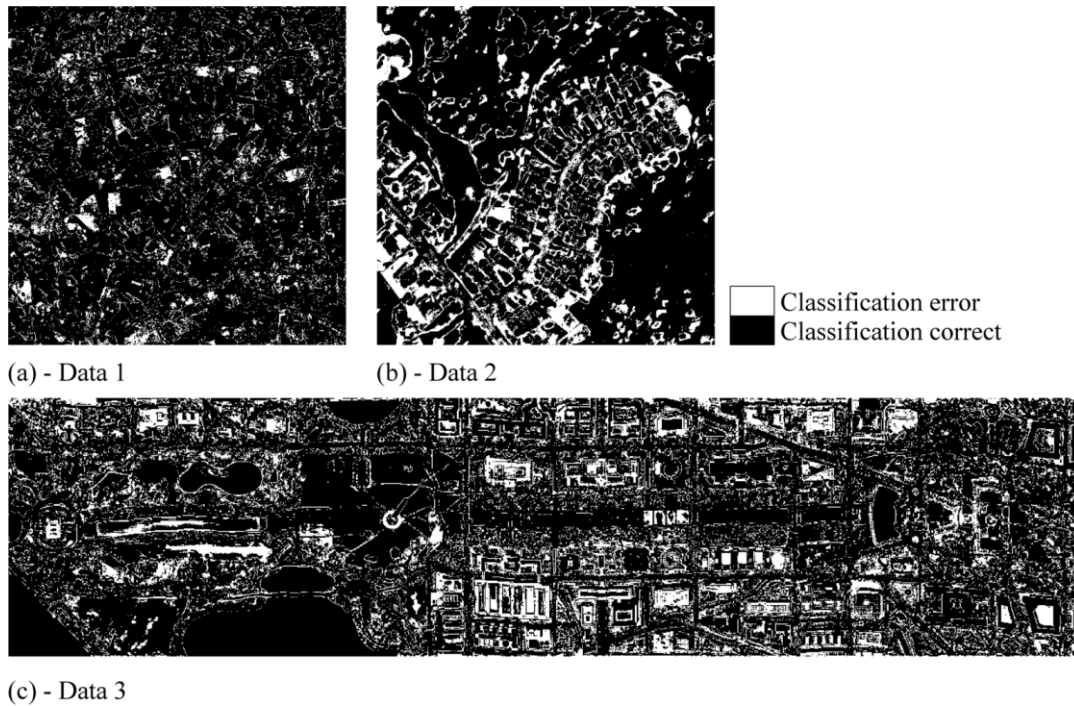 Classification error
Classification correct
(a) - Data 1
(b) - Data 2
(c) - Data 3